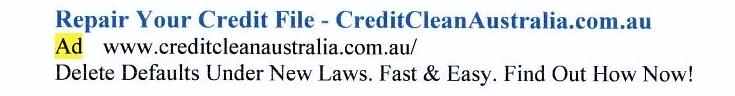 Repair Your Credit File - CreditCleanAustralia.com.au
Ad www.creditcleanaustralia.com.au/
Delete Defaults Under New Laws. Fast & Easy. Find Out How Now!